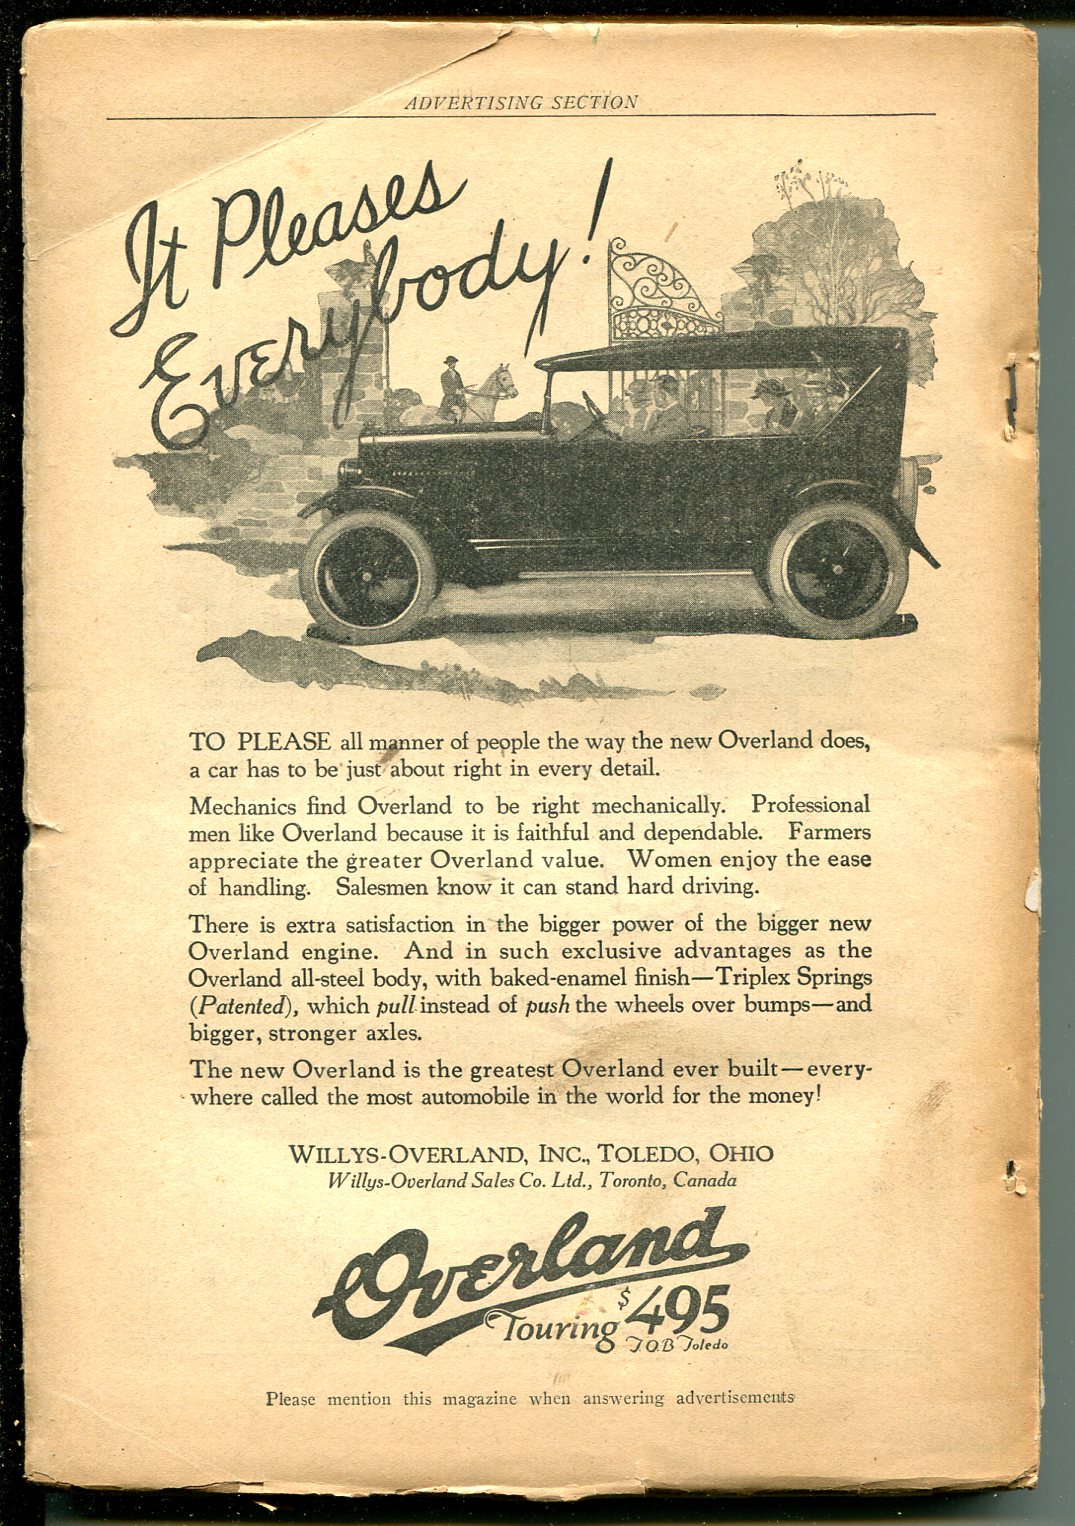 ADVERTISING SECTION
It Pleases
Everybody!
TO PLEASE all manner of people the way the new Overland does,
a car has to be just about right in every detail.
Mechanics find Overland to be right mechanically. Professional
men like Overland because it is faithful and dependable. Farmers
appreciate the greater Overland value. Women enjoy the ease
of handling. Salesmen know it can stand hard driving.
There is extra satisfaction in the bigger power of the bigger new
Overland engine. And in such exclusive advantages as the
Overland all-steel body, with baked-enamel finish—Triplex Springs
(Patented), which pull instead of push the wheels over bumps—and
bigger, stronger axles.
The new Overland is the greatest Overland ever built—every-
where called the most automobile in the world for the money!
WILLYS-OVERLAND, INC., TOLEDO, OHIO
Willys-Overland Sales Co. Ltd., Toronto, Canada
Overland
Touring $495
F.O.B Toledo
Please mention this magazine when answering advertisements